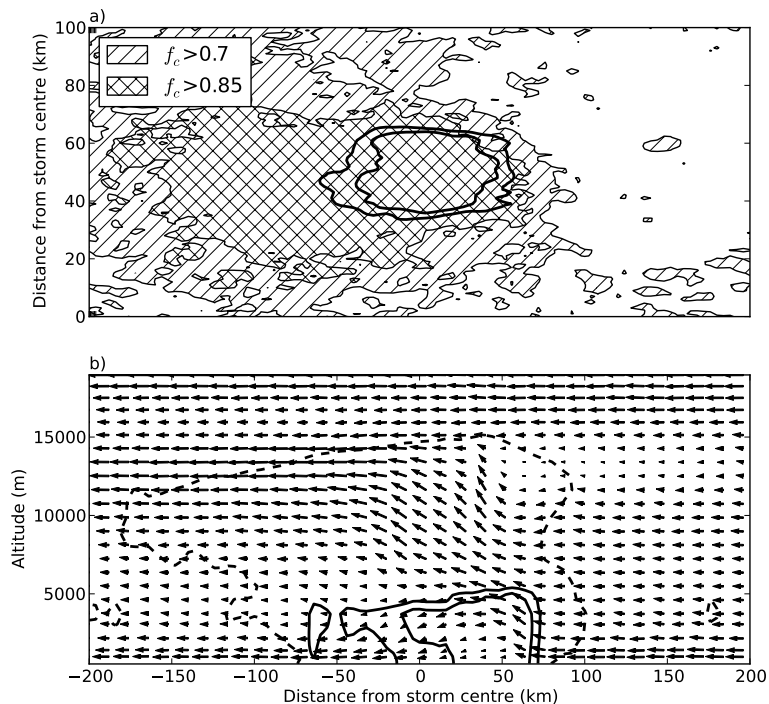 a)
100
80
60
40
20
0
Distance from storm centre (km)
f_c>0.7
f_c>0.85
b)
15000
10000
5000
Altitude (m)
−200 −150 −100 −50 0 50 100 150 200
Distance from storm centre (km)